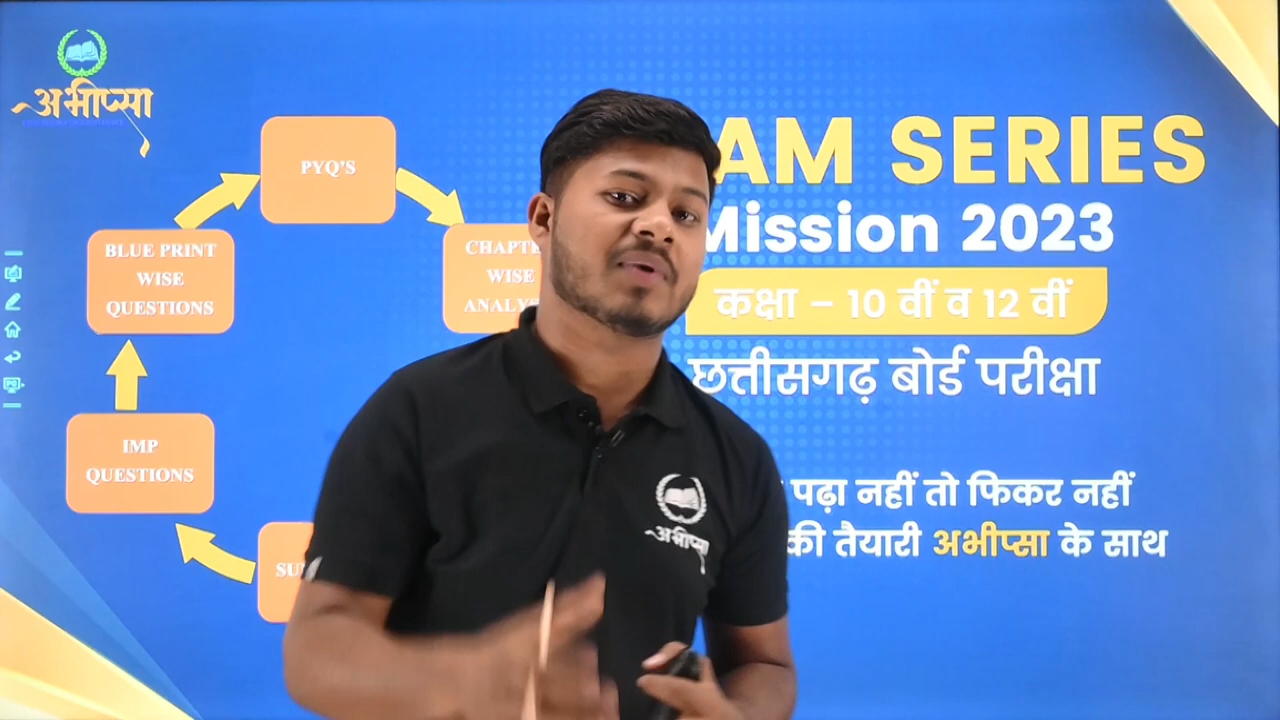 अभीप्सा
PYQ'S
BLUE PRINT
WISE
QUESTIONS
WISE
IMP
QUESTIONS
SERIES
Mission 2023
कक्षा – 10 वीं व 12 वीं
छत्तीसगढ़ बोर्ड परीक्षा
पढ़ा नहीं तो फिकर नहीं
की तैयारी अभीप्सा के साथ
अभीप्सा